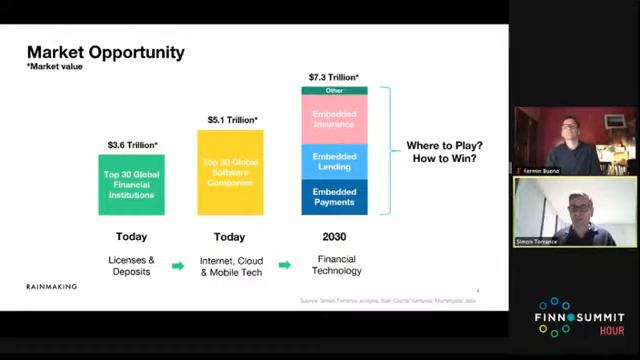 Market Opportunity
*Market value
$7.3 Trillion*
Other
Embedded
Insurance
$5.1 Trillion*
$3.6 Trillion*
Top 30 Global
Software
Companies
Top 30 Global
Financial
Institutions
Embedded
Lending
Embedded
Payments
Where to Play?
How to Win?
Today
Today
2030
Licenses &
Deposits
Internet, Cloud
& Mobile Tech
Financial
Technology
RAINMAKING
4
Source: Simon Torrance analysis, Bain Capital Ventures, Morningstar data
Fermin Bueno
Simon Torrance
FINNOSUMMIT
HOUR